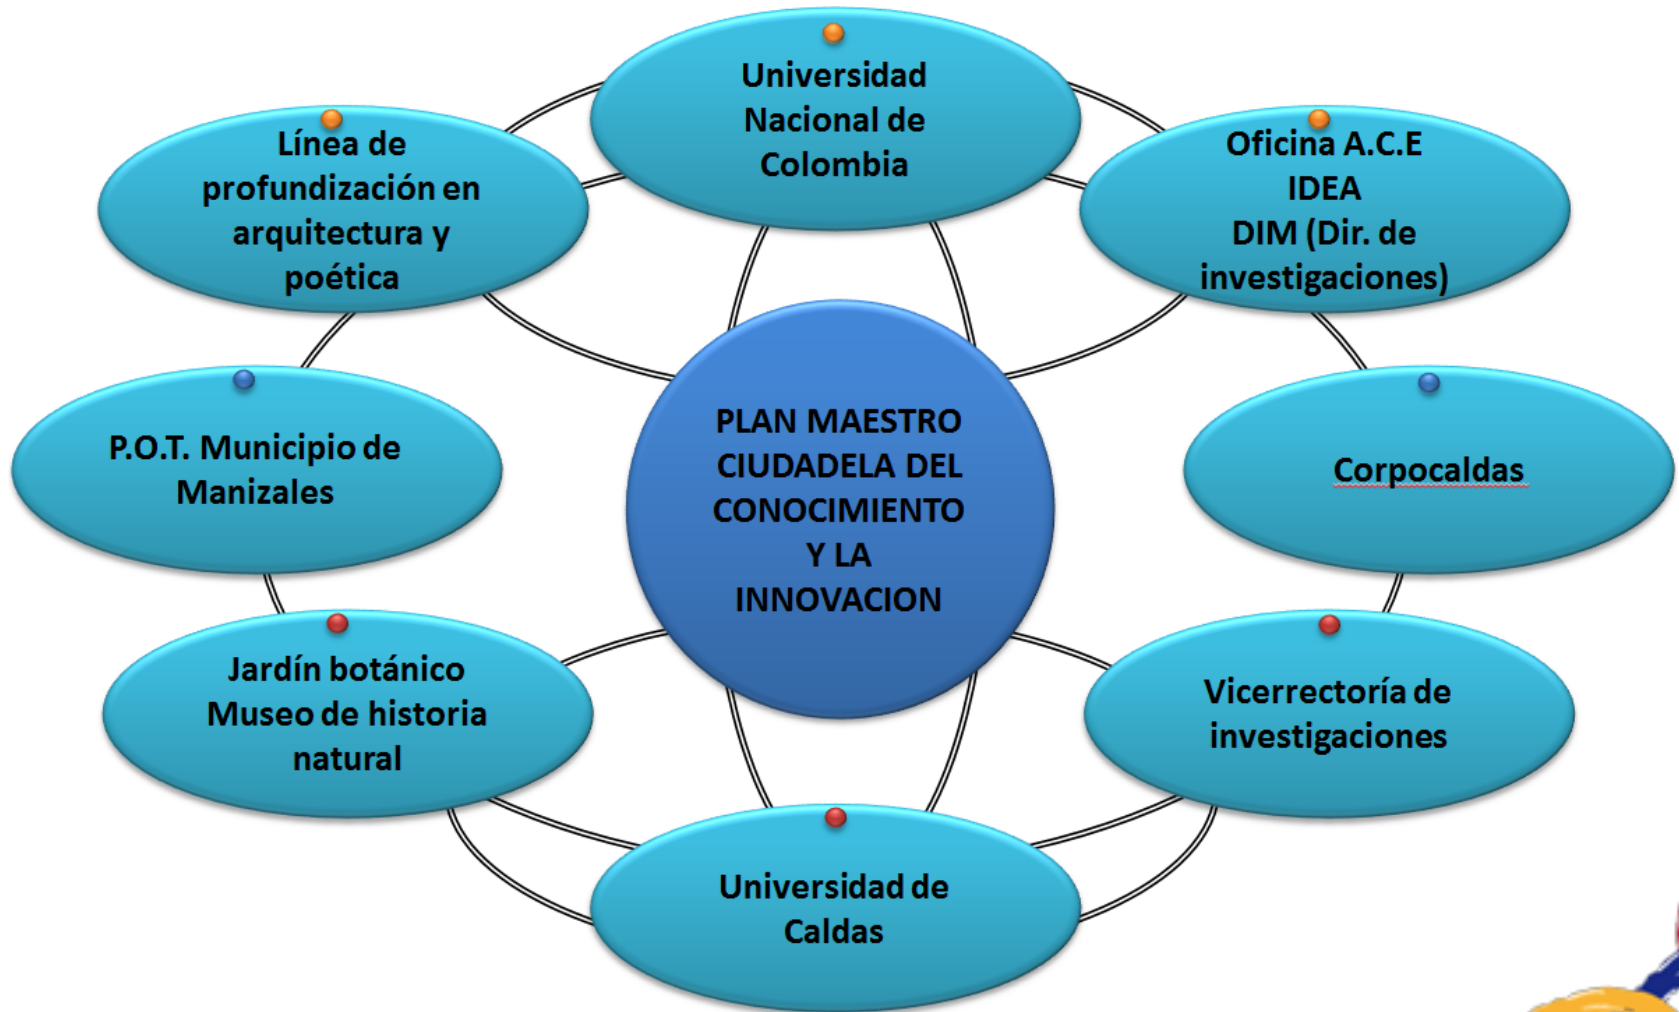 Universidad
Nacional de
Colombia
Línea de
profundización en
arquitectura y
poética
Oficina A.C.E
IDEA
DIM (Dir. de
investigaciones)
P.O.T. Municipio de
Manizales
PLAN MAESTRO
CIUDADELA DEL
CONOCIMIENTO
Y LA
INNOVACION
Corpocaldas
Jardín botánico
Museo de historia
natural
Vicerrectoría de
investigaciones
Universidad de
Caldas